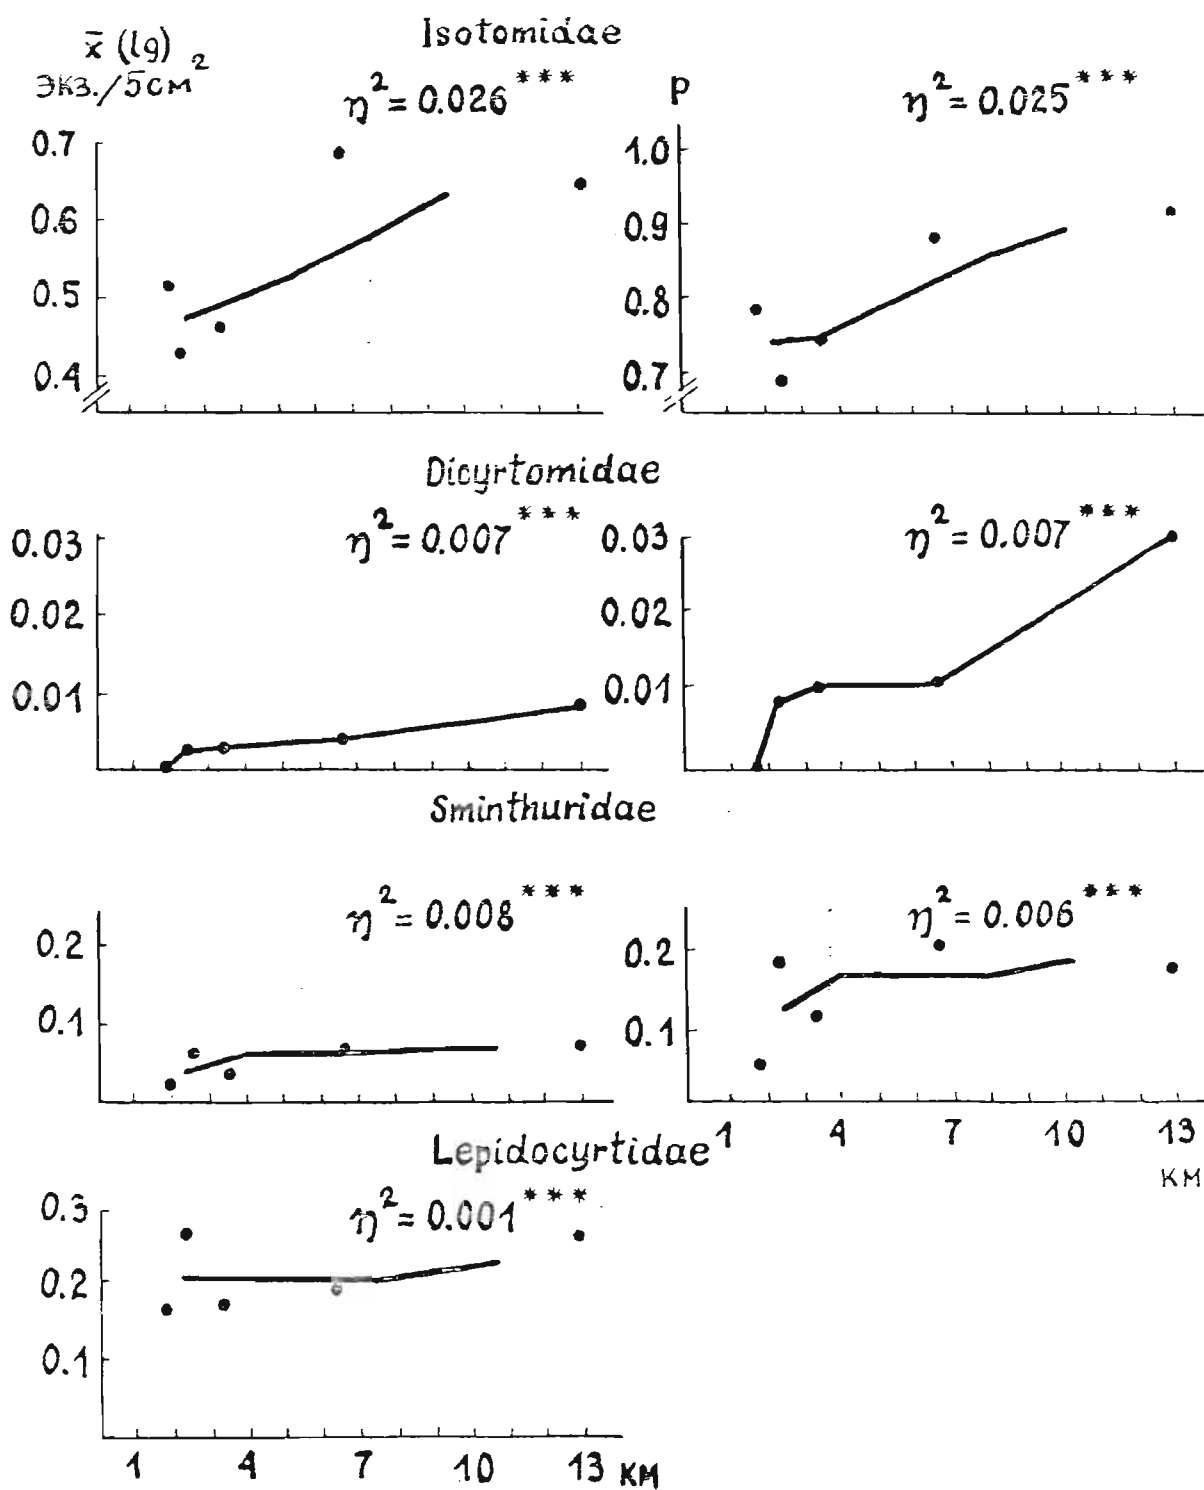 Isotomidae
x̄ (lg)
экз./5см²
η² = 0.026***
0.7
0.6
0.5
0.4
P
η² = 0.025***
1.0
0.9
0.8
0.7
Dicyrtomidae
η² = 0.007***
0.03
0.02
0.01
η² = 0.007***
0.03
0.02
0.01
Sminthuridae
η² = 0.008***
0.2
0.1
η² = 0.006***
0.2
0.1
1 4 7 10 13
км
Lepidocyrtidae
η² = 0.001***
0.3
0.2
0.1
1 4 7 10 13 км